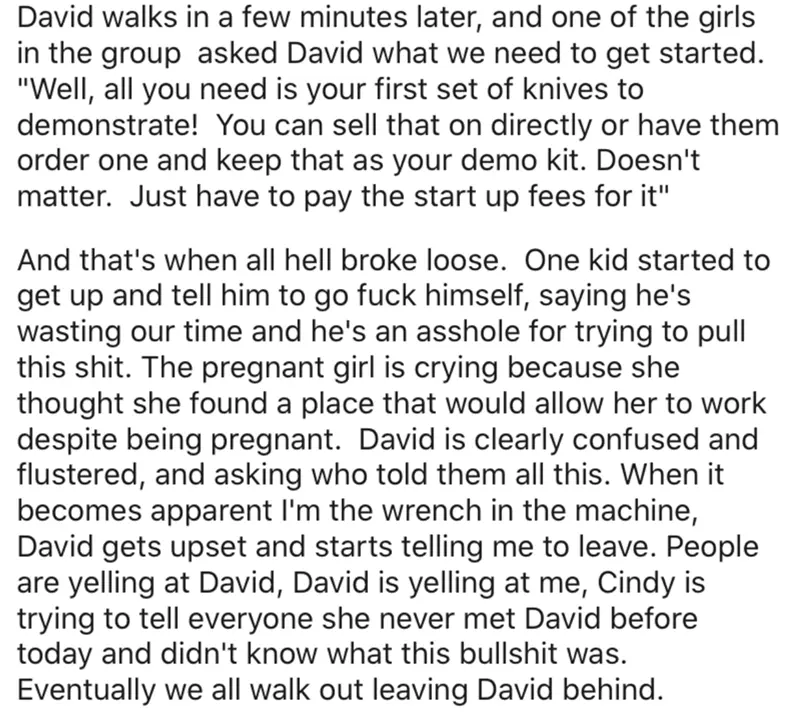 David walks in a few minutes later, and one of the girls
in the group  asked David what we need to get started.
"Well, all you need is your first set of knives to
demonstrate!  You can sell that on directly or have them
order one and keep that as your demo kit. Doesn't
matter.  Just have to pay the start up fees for it"
And that's when all hell broke loose.  One kid started to
get up and tell him to go fuck himself, saying he's
wasting our time and he's an asshole for trying to pull
this shit. The pregnant girl is crying because she
thought she found a place that would allow her to work
despite being pregnant.  David is clearly confused and
flustered, and asking who told them all this. When it
becomes apparent I'm the wrench in the machine,
David gets upset and starts telling me to leave. People
are yelling at David, David is yelling at me, Cindy is
trying to tell everyone she never met David before
today and didn't know what this bullshit was.
Eventually we all walk out leaving David behind.